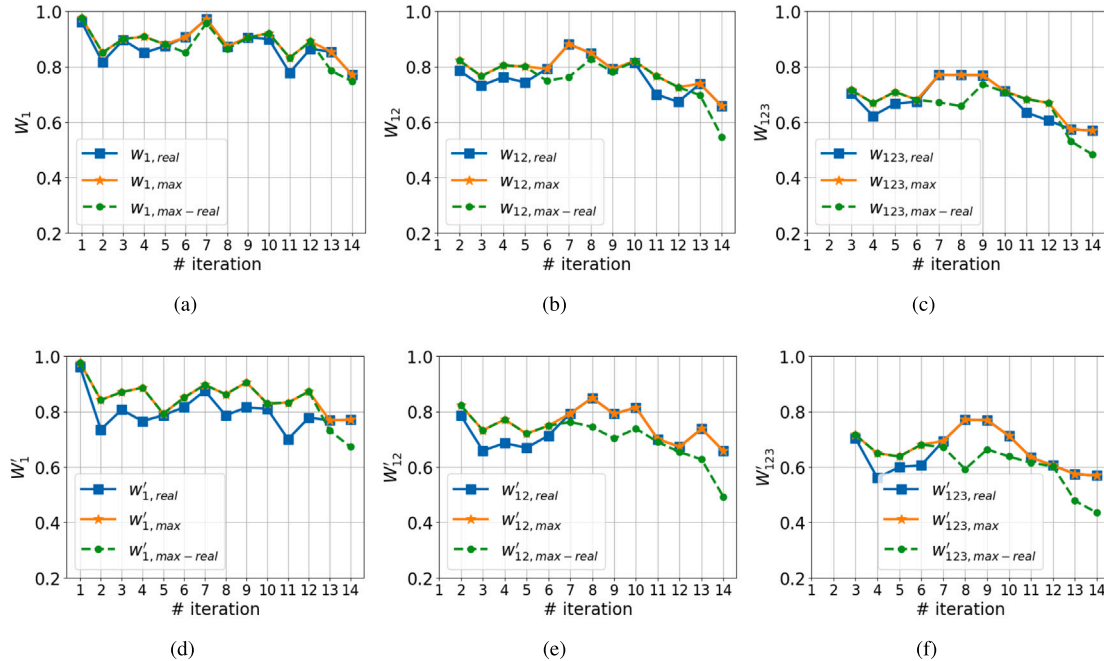 1.0
0.8
0.6
0.4
0.2
W₁
w₁,real
w₁,max
w₁,max−real
1 2 3 4 5 6 7 8 9 10 11 12 13 14
# iteration
(a)
1.0
0.8
0.6
0.4
0.2
W₁₂
w₁₂,real
w₁₂,max
w₁₂,max−real
1 2 3 4 5 6 7 8 9 10 11 12 13 14
# iteration
(b)
1.0
0.8
0.6
0.4
0.2
W₁₂₃
w₁₂₃,real
w₁₂₃,max
w₁₂₃,max−real
1 2 3 4 5 6 7 8 9 10 11 12 13 14
# iteration
(c)
1.0
0.8
0.6
0.4
0.2
W′₁
w′₁,real
w′₁,max
w′₁,max−real
1 2 3 4 5 6 7 8 9 10 11 12 13 14
# iteration
(d)
1.0
0.8
0.6
0.4
0.2
W′₁₂
w′₁₂,real
w′₁₂,max
w′₁₂,max−real
1 2 3 4 5 6 7 8 9 10 11 12 13 14
# iteration
(e)
1.0
0.8
0.6
0.4
0.2
W′₁₂₃
w′₁₂₃,real
w′₁₂₃,max
w′₁₂₃,max−real
1 2 3 4 5 6 7 8 9 10 11 12 13 14
# iteration
(f)